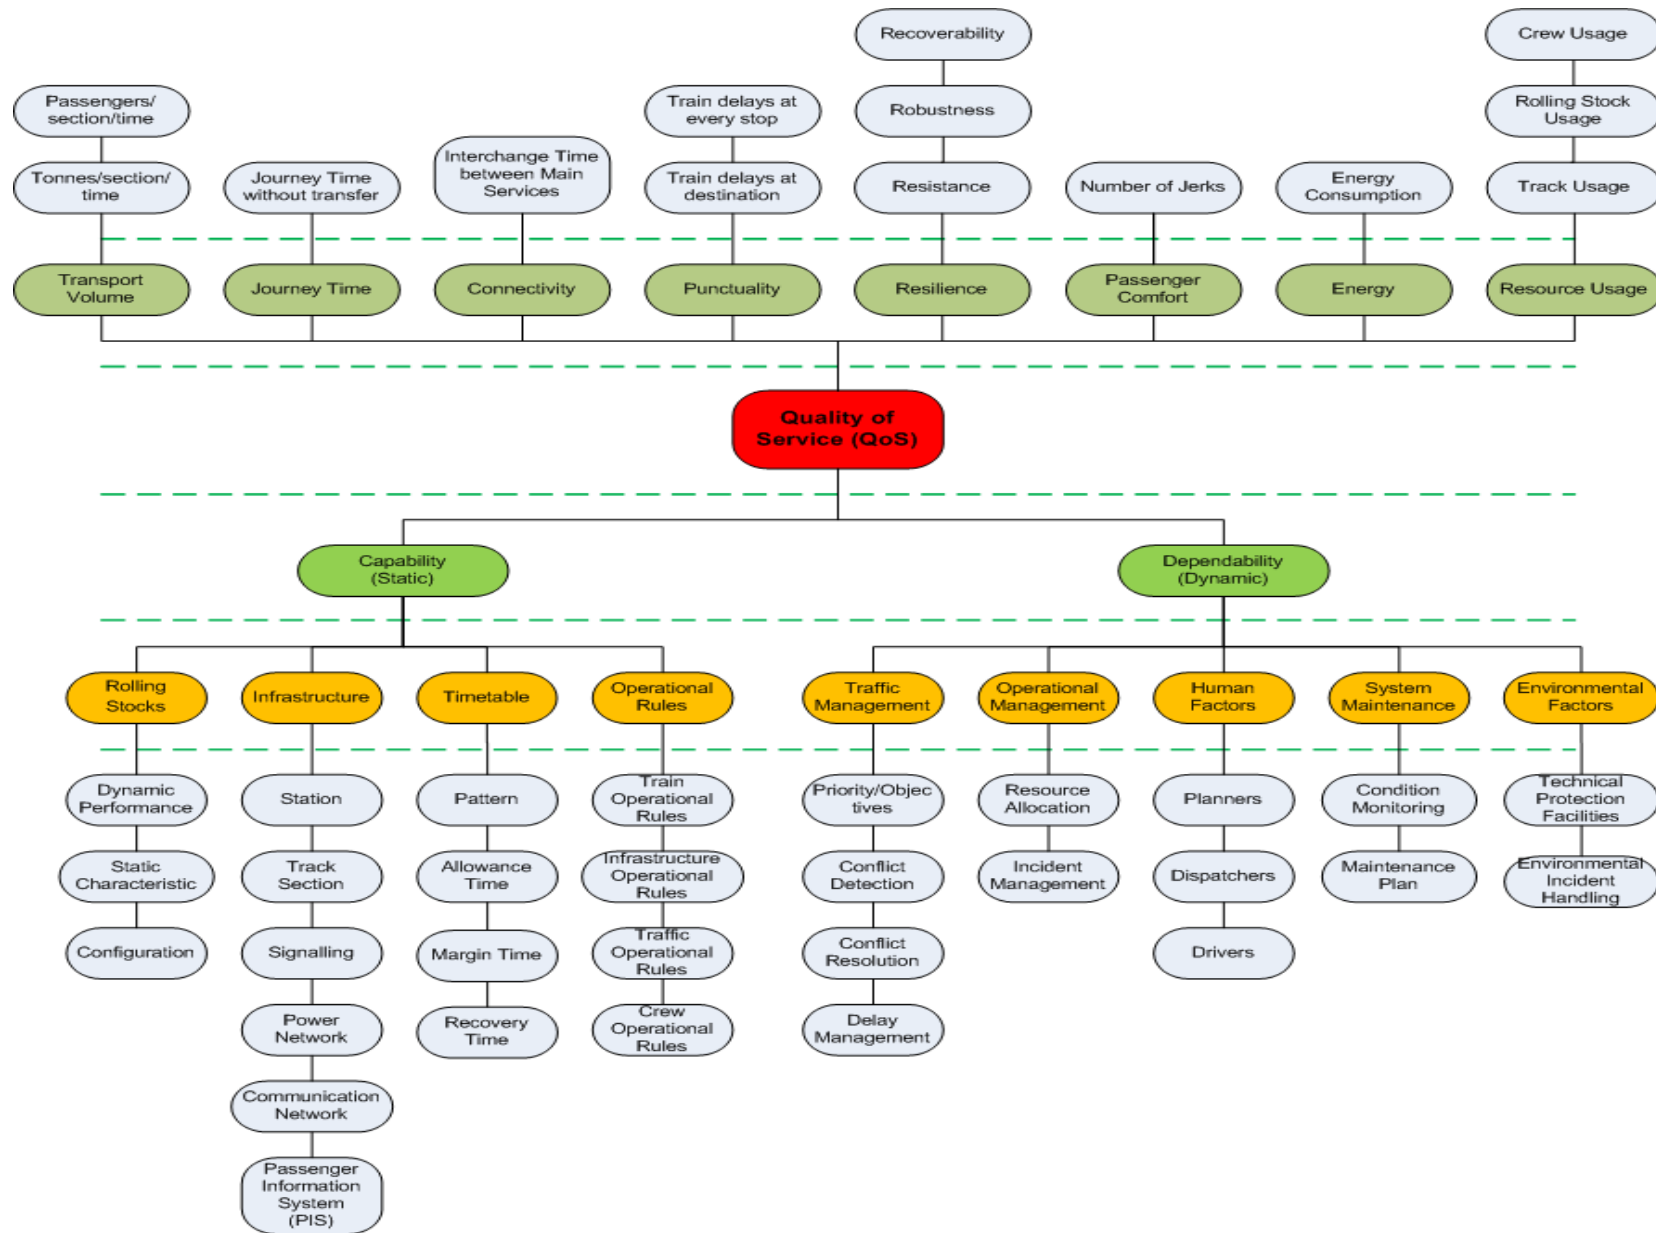 Recoverability
Crew Usage
Passengers/
section/time
Train delays at
every stop
Robustness
Rolling Stock
Usage
Tonnes/section/
time
Journey Time
without transfer
Interchange Time
between Main
Services
Train delays at
destination
Resistance
Number of Jerks
Energy
Consumption
Track Usage
Transport
Volume
Journey Time
Connectivity
Punctuality
Resilience
Passenger
Comfort
Energy
Resource Usage
Quality of
Service (QoS)
Capability
(Static)
Dependability
(Dynamic)
Rolling
Stocks
Infrastructure
Timetable
Operational
Rules
Traffic
Management
Operational
Management
Human
Factors
System
Maintenance
Environmental
Factors
Dynamic
Performance
Station
Pattern
Train
Operational
Rules
Priority/Objec
tives
Resource
Allocation
Planners
Condition
Monitoring
Technical
Protection
Facilities
Static
Characteristic
Track
Section
Allowance
Time
Infrastructure
Operational
Rules
Conflict
Detection
Incident
Management
Dispatchers
Maintenance
Plan
Environmental
Incident
Handling
Configuration
Signalling
Margin Time
Traffic
Operational
Rules
Conflict
Resolution
Drivers
Power
Network
Recovery
Time
Crew
Operational
Rules
Delay
Management
Communication
Network
Passenger
Information
System
(PIS)